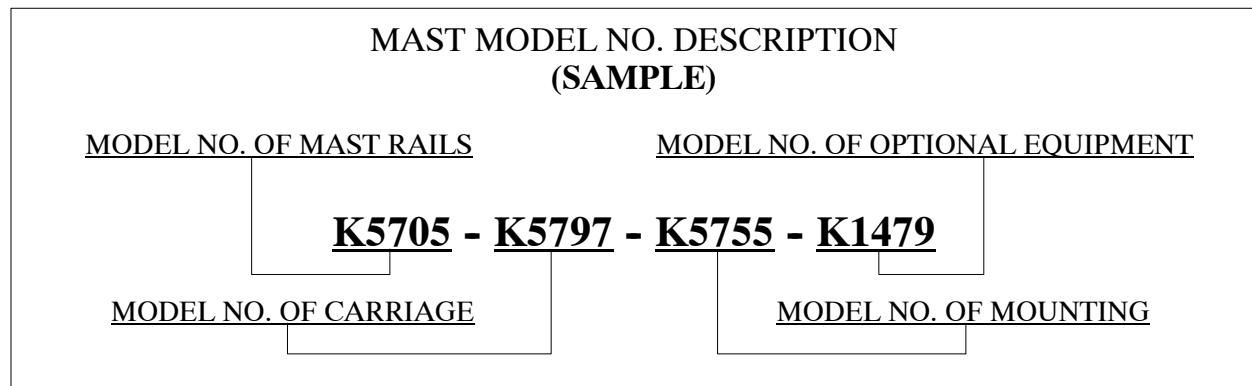 MAST MODEL NO. DESCRIPTION
(SAMPLE)
MODEL NO. OF MAST RAILS
MODEL NO. OF OPTIONAL EQUIPMENT
K5705 - K5797 - K5755 - K1479
MODEL NO. OF CARRIAGE
MODEL NO. OF MOUNTING